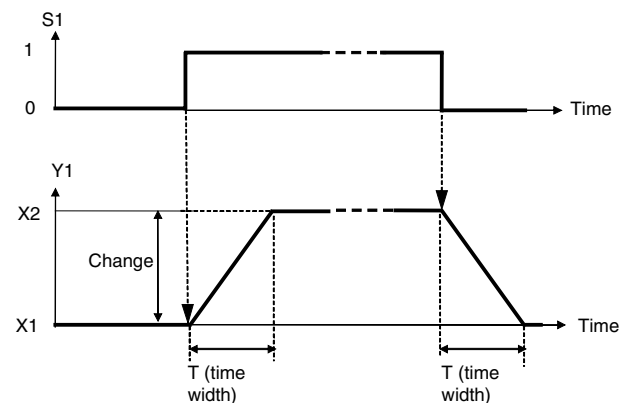 S1
1
0
Time
Y1
X2
Change
X1
Time
T (time
width)
T (time
width)